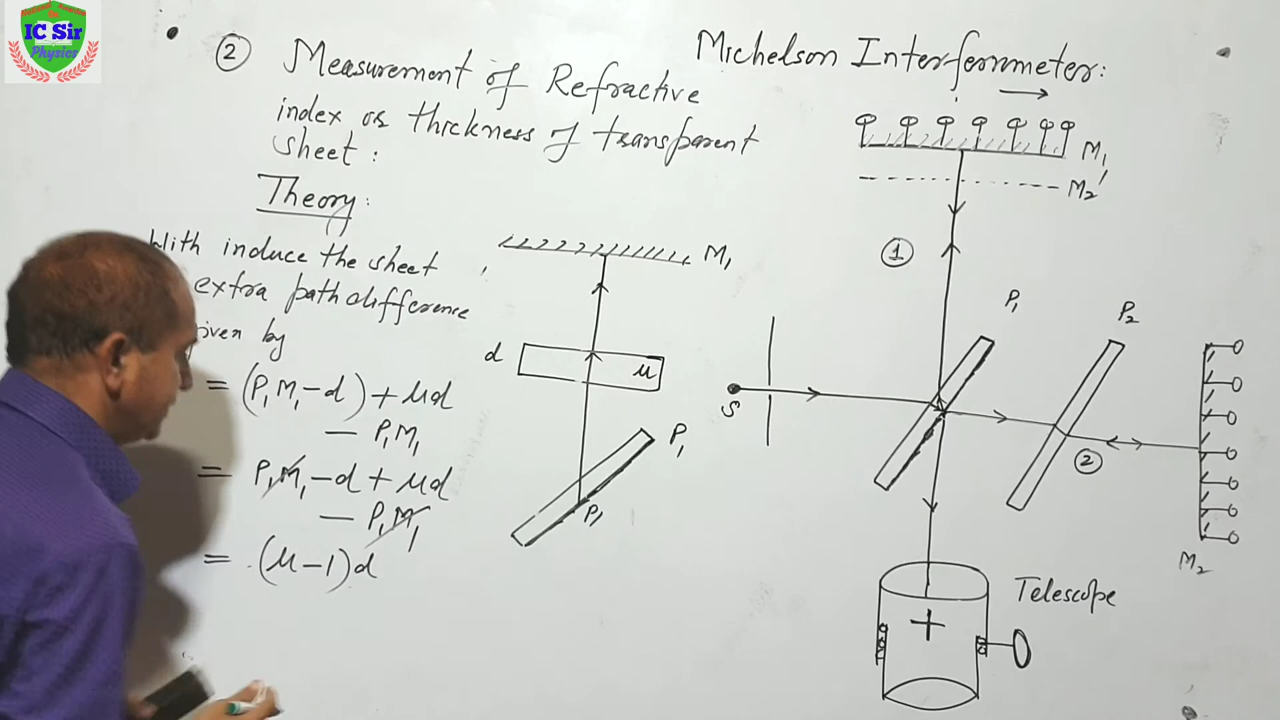 IC Sir
Physics
② Measurement of Refractive
index or thickness of transparent
sheet :
Theory :
With induce the sheet ,
extra path difference
iven by
= (P₁M₁ - d) + μd
- P₁M₁
= P₁M₁ - d + μd
- P₁M₁
= (μ-1)d
M₁
d
μ
P₁
P₁
Michelson Interferometer:
M₁
M₂'
①
P₁
P₂
S
②
M₂
Telescope